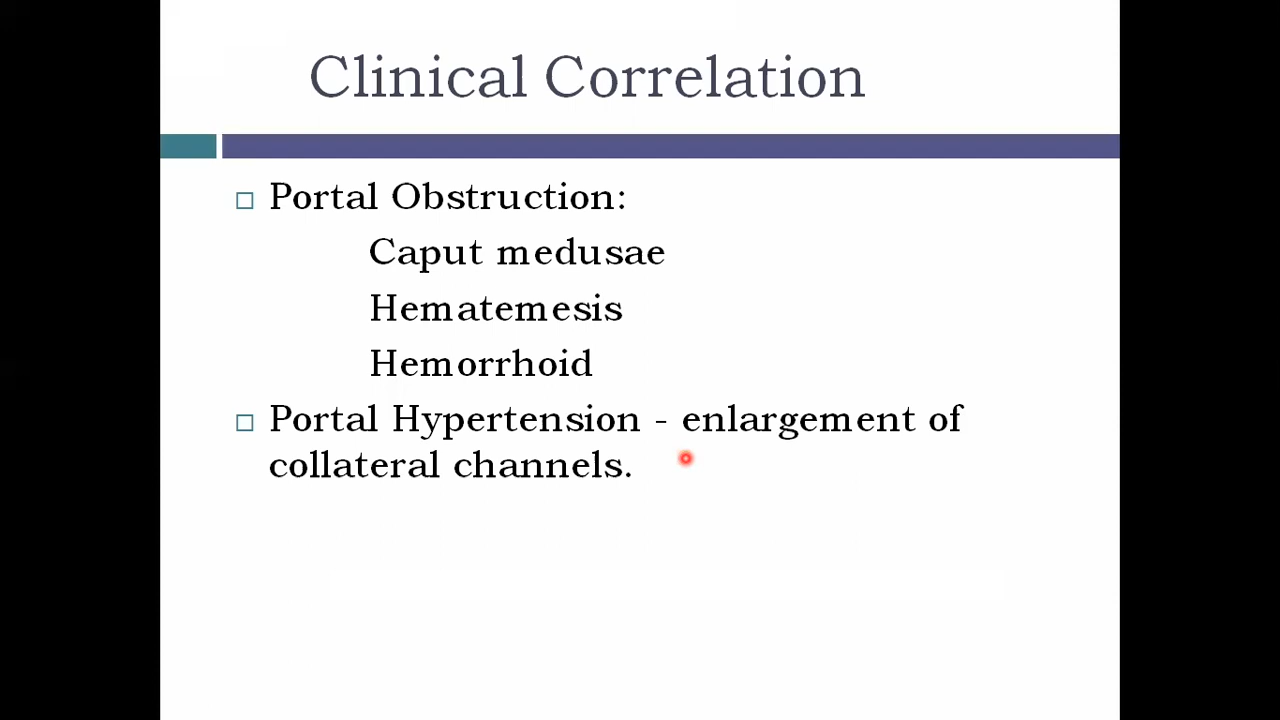 Clinical Correlation
Portal Obstruction:
Caput medusae
Hematemesis
Hemorrhoid
Portal Hypertension - enlargement of
collateral channels.